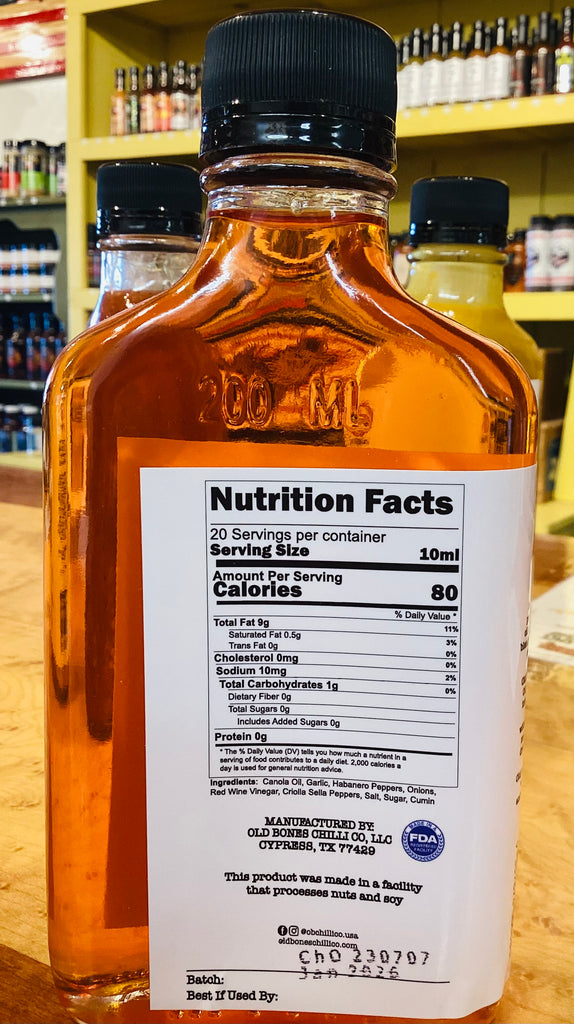 200 ML
Nutrition Facts
20 Servings per container
Serving Size 10ml
Amount Per Serving
Calories 80
% Daily Value *
Total Fat 9g 11%
Saturated Fat 0.5g 3%
Trans Fat 0g 0%
Cholesterol 0mg 0%
Sodium 10mg 2%
Total Carbohydrates 1g 0%
Dietary Fiber 0g
Total Sugars 0g
Includes Added Sugars 0g
Protein 0g
* The % Daily Value (DV) tells you how much a nutrient in a
serving of food contributes to a daily diet. 2,000 calories a
day is used for general nutrition advice.
Ingredients: Canola Oil, Garlic, Habanero Peppers, Onions,
Red Wine Vinegar, Criolla Sella Peppers, Salt, Sugar, Cumin
MANUFACTURED BY:
OLD BONES CHILLI CO, LLC
CYPRESS, TX 77429
MADE IN A
FDA
REGISTERED
FACILITY
This product was made in a facility
that processes nuts and soy
@obchillico.usa
oldboneschillico.com
ChO 230707
Jan 2026
Batch:
Best If Used By: